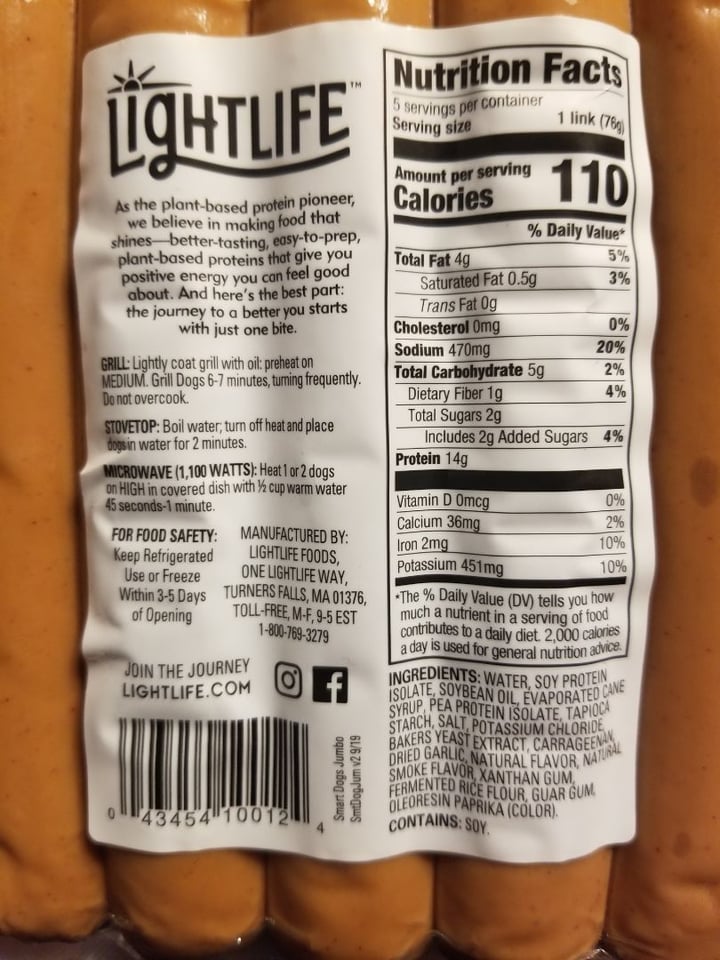 LIGHTLIFE™
As the plant-based protein pioneer,
we believe in making food that
shines—better-tasting, easy-to-prep,
plant-based proteins that give you
positive energy you can feel good
about. And here's the best part:
the journey to a better you starts
with just one bite.
GRILL: Lightly coat grill with oil: preheat on
MEDIUM. Grill Dogs 6-7 minutes, turning frequently.
Do not overcook.
STOVETOP: Boil water; turn off heat and place
dogs in water for 2 minutes.
MICROWAVE (1,100 WATTS): Heat 1 or 2 dogs
on HIGH in covered dish with ½ cup warm water
45 seconds-1 minute.
FOR FOOD SAFETY:
Keep Refrigerated
Use or Freeze
Within 3-5 Days
of Opening
MANUFACTURED BY:
LIGHTLIFE FOODS,
ONE LIGHTLIFE WAY,
TURNERS FALLS, MA 01376,
TOLL-FREE, M-F, 9-5 EST
1-800-769-3279
JOIN THE JOURNEY
LIGHTLIFE.COM
0 43454 10012 4
Smart Dogs Jumbo
SmtDogJum v2 9/19
Nutrition Facts
5 servings per container
Serving size 1 link (76g)
Amount per serving
Calories 110
% Daily Value*
Total Fat 4g 5%
Saturated Fat 0.5g 3%
Trans Fat 0g
Cholesterol 0mg 0%
Sodium 470mg 20%
Total Carbohydrate 5g 2%
Dietary Fiber 1g 4%
Total Sugars 2g
Includes 2g Added Sugars 4%
Protein 14g
Vitamin D 0mcg 0%
Calcium 36mg 2%
Iron 2mg 10%
Potassium 451mg 10%
*The % Daily Value (DV) tells you how
much a nutrient in a serving of food
contributes to a daily diet. 2,000 calories
a day is used for general nutrition advice.
INGREDIENTS: WATER, SOY PROTEIN
ISOLATE, SOYBEAN OIL, EVAPORATED CANE
SYRUP, PEA PROTEIN ISOLATE, TAPIOCA
STARCH, SALT, POTASSIUM CHLORIDE,
BAKERS YEAST EXTRACT, CARRAGEENAN,
DRIED GARLIC, NATURAL FLAVOR, NATURAL
SMOKE FLAVOR, XANTHAN GUM,
FERMENTED RICE FLOUR, GUAR GUM,
OLEORESIN PAPRIKA (COLOR).
CONTAINS: SOY.